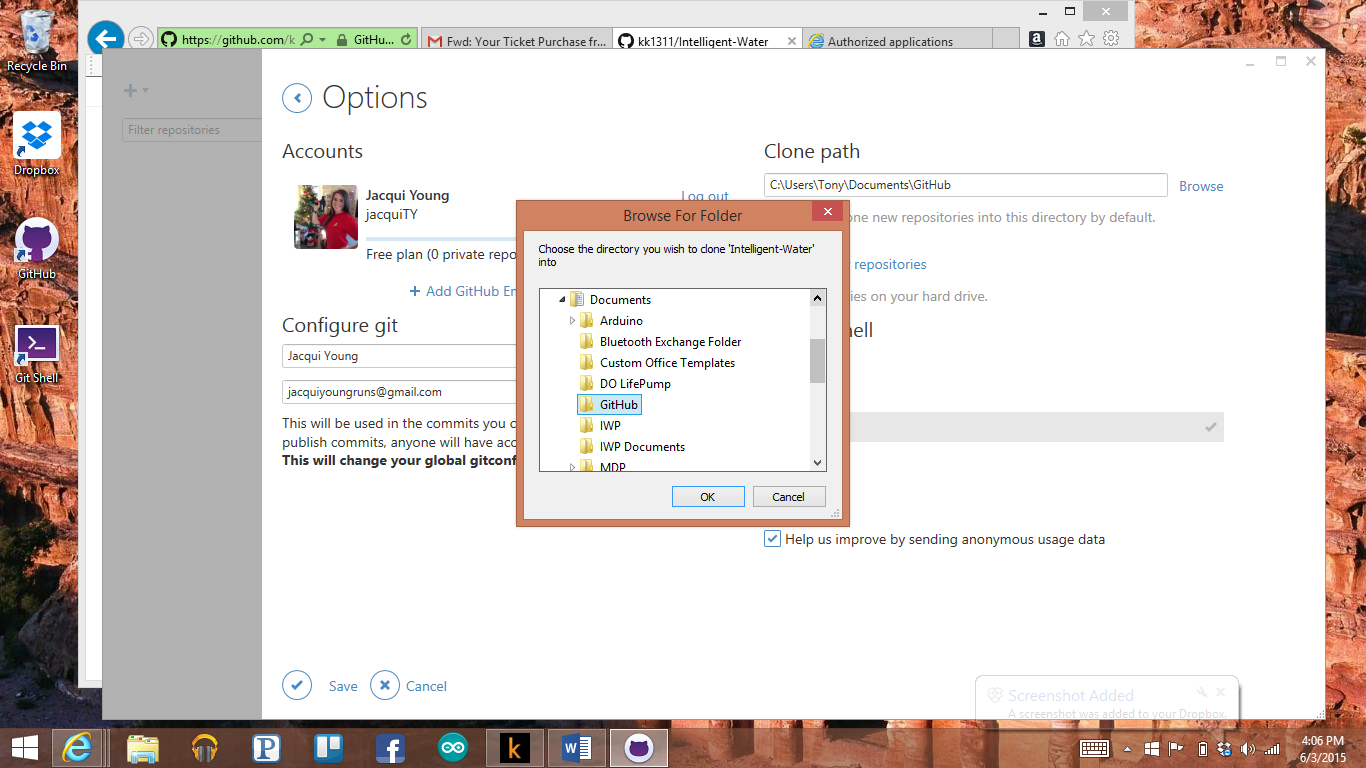 Recycle Bin
Dropbox
GitHub
Git Shell
https://github.com/k
GitHu...
Fwd: Your Ticket Purchase fr...
kk1311/Intelligent-Water
Authorized applications
Filter repositories
Options
Accounts
Jacqui Young
jacquiTY
Log out
Free plan (0 private repo
+ Add GitHub En
Configure git
Jacqui Young
jacquiyoungruns@gmail.com
This will be used in the commits you c
publish commits, anyone will have acc
This will change your global gitconf
Save
Cancel
Clone path
C:\Users\Tony\Documents\GitHub
Browse
one new repositories into this directory by default.
repositories
ies on your hard drive.
ell
Help us improve by sending anonymous usage data
Browse For Folder
Choose the directory you wish to clone 'Intelligent-Water'
into
Documents
Arduino
Bluetooth Exchange Folder
Custom Office Templates
DO LifePump
GitHub
IWP
IWP Documents
MDP
OK
Cancel
Screenshot Added
A screenshot was added to your Dropbox.
4:06 PM
6/3/2015